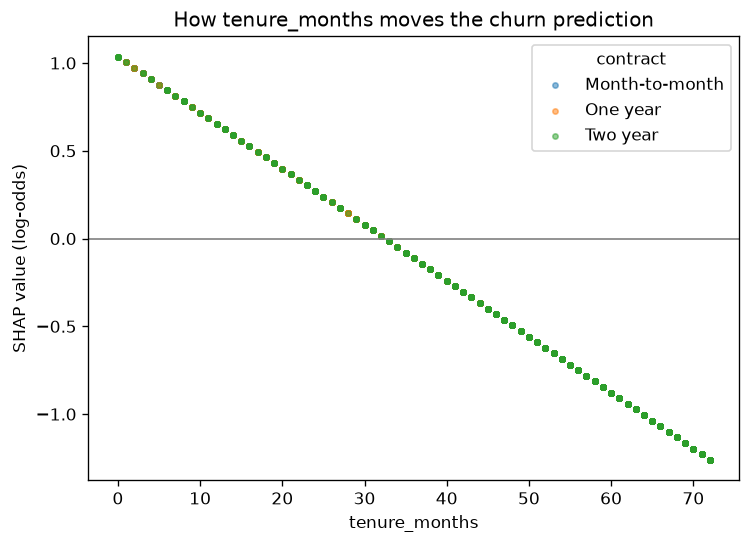 How tenure_months moves the churn prediction
contract
Month-to-month
One year
Two year
SHAP value (log-odds)
1.0
0.5
0.0
−0.5
−1.0
0 10 20 30 40 50 60 70
tenure_months